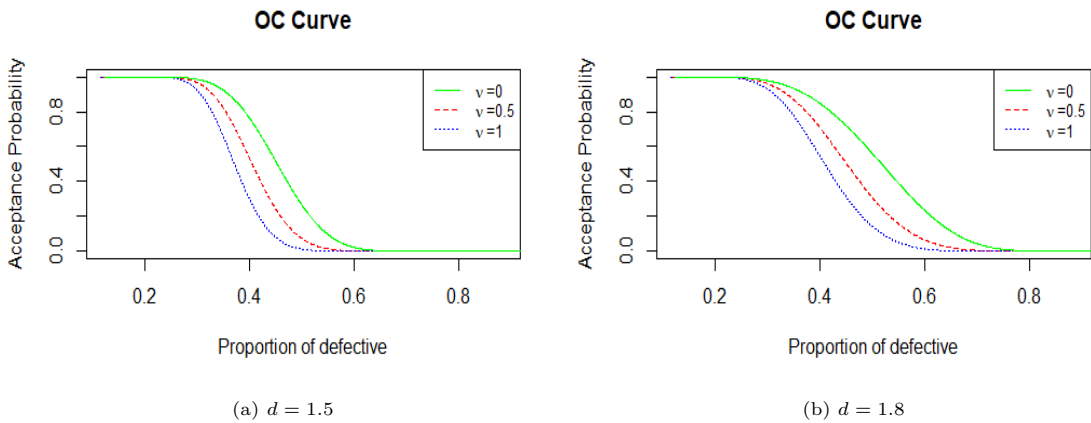 OC Curve
Acceptance Probability
0.0 0.4 0.8
ν=0
ν=0.5
ν=1
0.2 0.4 0.6 0.8
Proportion of defective
(a) d = 1.5
OC Curve
Acceptance Probability
0.0 0.4 0.8
ν=0
ν=0.5
ν=1
0.2 0.4 0.6 0.8
Proportion of defective
(b) d = 1.8